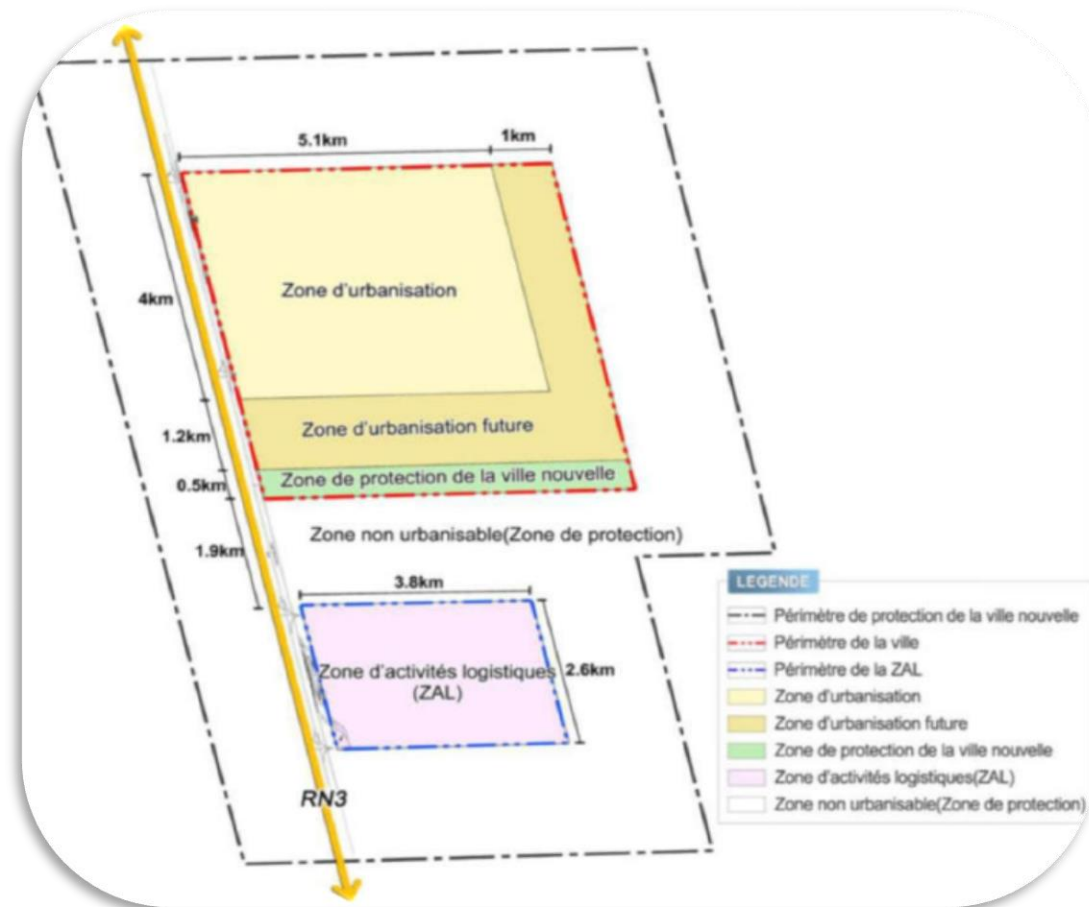 5.1km
1km
Zone d'urbanisation
4km
Zone d'urbanisation future
1.2km
Zone de protection de la ville nouvelle
0.5km
Zone non urbanisable(Zone de protection)
1.9km
3.8km
Zone d'activités logistiques
(ZAL)
2.6km
RN3
LEGENDE
Périmètre de protection de la ville nouvelle
Périmètre de la ville
Périmètre de la ZAL
Zone d'urbanisation
Zone d'urbanisation future
Zone de protection de la ville nouvelle
Zone d'activités logistiques(ZAL)
Zone non urbanisable(Zone de protection)